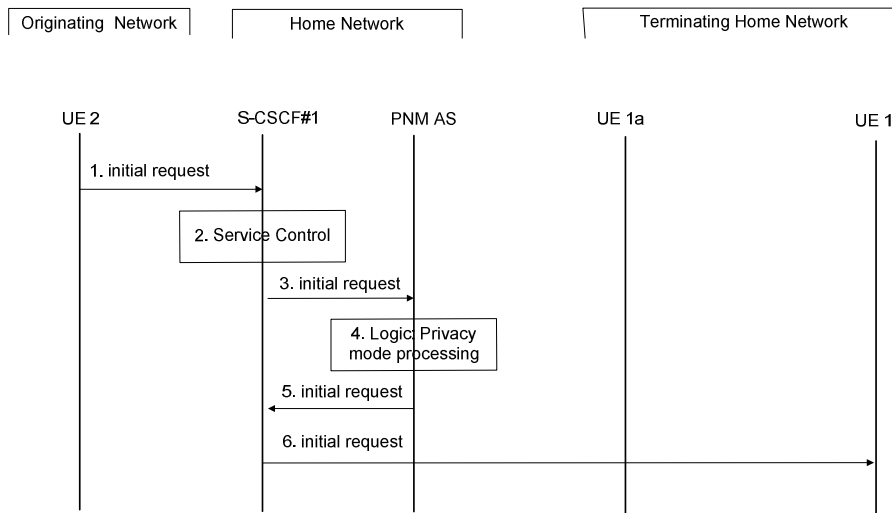 Originating Network
Home Network
Terminating Home Network
UE 2
S-CSCF#1
PNM AS
UE 1a
UE 1
1. initial request
2. Service Control
3. initial request
4. Logic: Privacy
mode processing
5. initial request
6. initial request